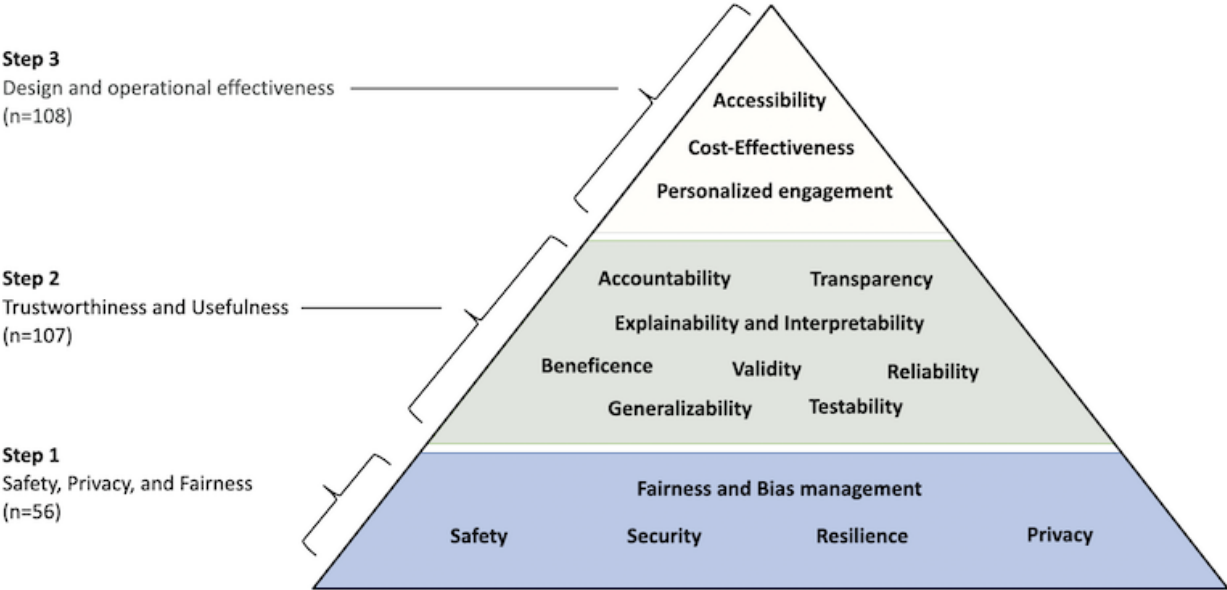 Step 3
Design and operational effectiveness
(n=108)
Accessibility
Cost-Effectiveness
Personalized engagement
Step 2
Trustworthiness and Usefulness
(n=107)
Accountability Transparency
Explainability and Interpretability
Beneficence Validity Reliability
Generalizability Testability
Step 1
Safety, Privacy, and Fairness
(n=56)
Fairness and Bias management
Safety Security Resilience Privacy